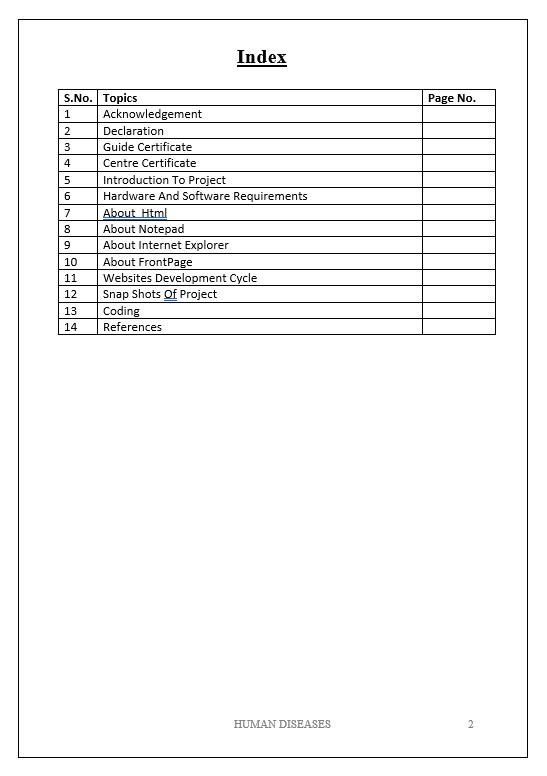 Index
S.No. Topics Page No.
1 Acknowledgement
2 Declaration
3 Guide Certificate
4 Centre Certificate
5 Introduction To Project
6 Hardware And Software Requirements
7 About  Html
8 About Notepad
9 About Internet Explorer
10 About FrontPage
11 Websites Development Cycle
12 Snap Shots Of Project
13 Coding
14 References
HUMAN DISEASES 2